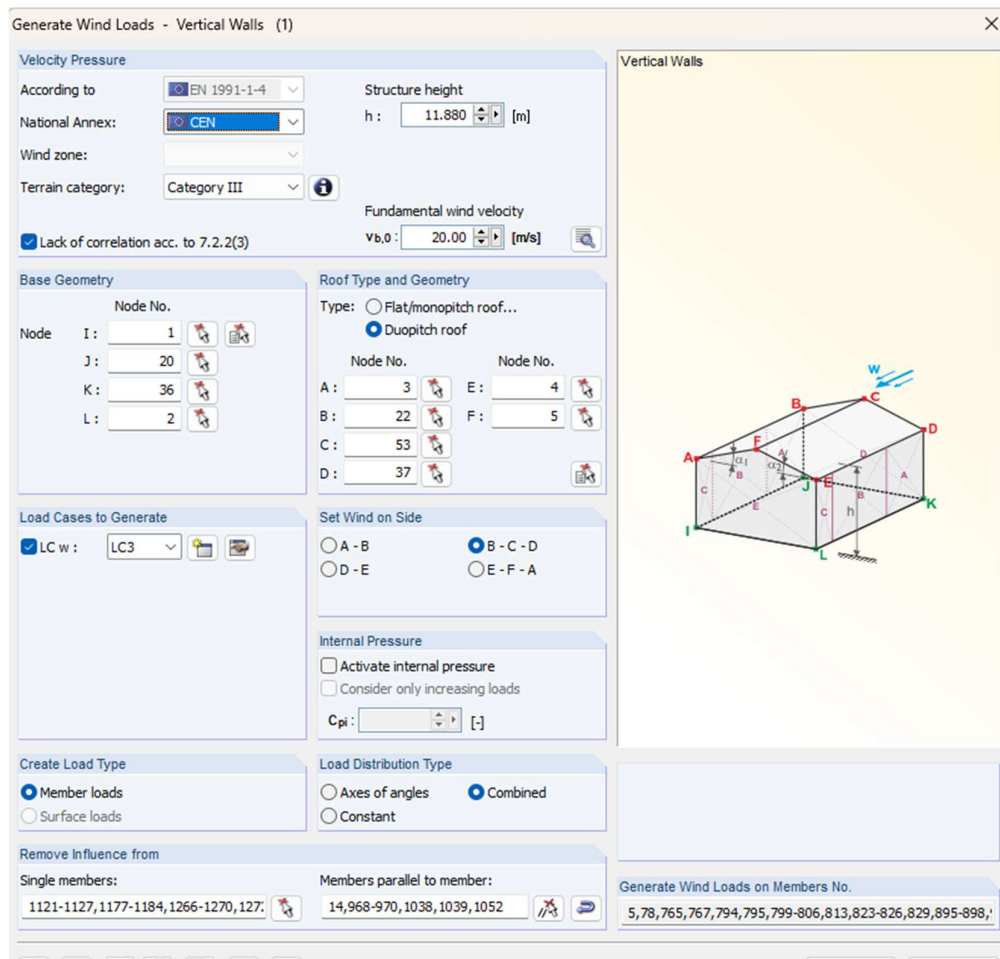 Generate Wind Loads - Vertical Walls (1)
Velocity Pressure
According to EN 1991-1-4
National Annex: CEN
Wind zone:
Terrain category: Category III
Structure height
h : 11.880 [m]
Fundamental wind velocity
Lack of correlation acc. to 7.2.2(3)
vb,0 : 20.00 [m/s]
Base Geometry
Node No.
Node I : 1
J : 20
K : 36
L : 2
Roof Type and Geometry
Type: Flat/monopitch roof...
Duopitch roof
Node No. Node No.
A : 3 E : 4
B : 22 F : 5
C : 53
D : 37
Load Cases to Generate
LC w : LC3
Set Wind on Side
A - B B - C - D
D - E E - F - A
Internal Pressure
Activate internal pressure
Consider only increasing loads
Cpi : [-]
Create Load Type
Member loads
Surface loads
Load Distribution Type
Axes of angles Combined
Constant
Remove Influence from
Single members:
1121-1127,1177-1184,1266-1270,127
Members parallel to member:
14,968-970,1038,1039,1052
Vertical Walls
W
C
B
D
F
A
α1
α2
A
D
B
A
C
J
E
E
C
B
h
K
I
L
Generate Wind Loads on Members No.
5,78,765,767,794,795,799-806,813,823-826,829,895-898,